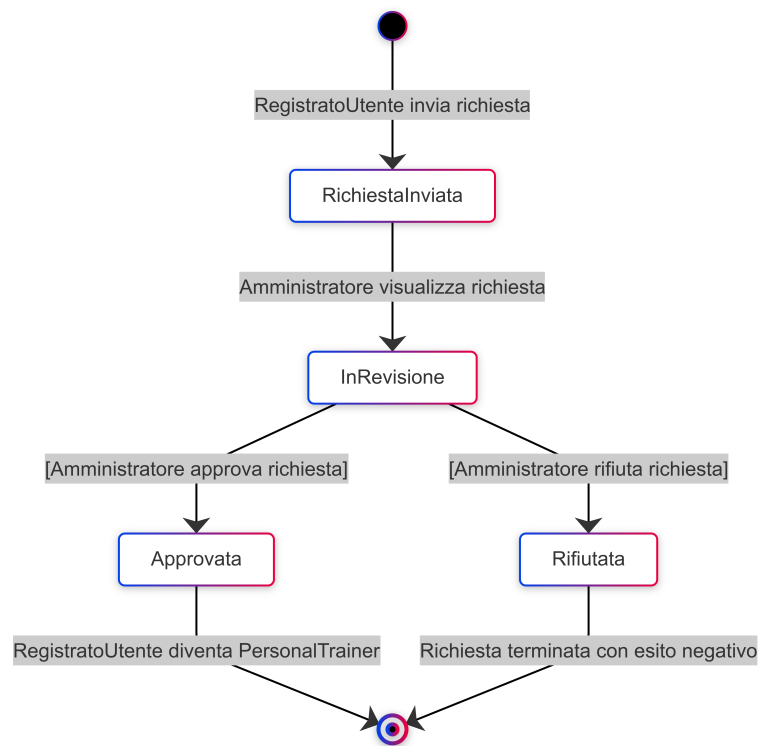 RegistratoUtente invia richiesta
RichiestaInviata
Amministratore visualizza richiesta
InRevisione
[Amministratore approva richiesta]
[Amministratore rifiuta richiesta]
Approvata
Rifiutata
RegistratoUtente diventa PersonalTrainer
Richiesta terminata con esito negativo